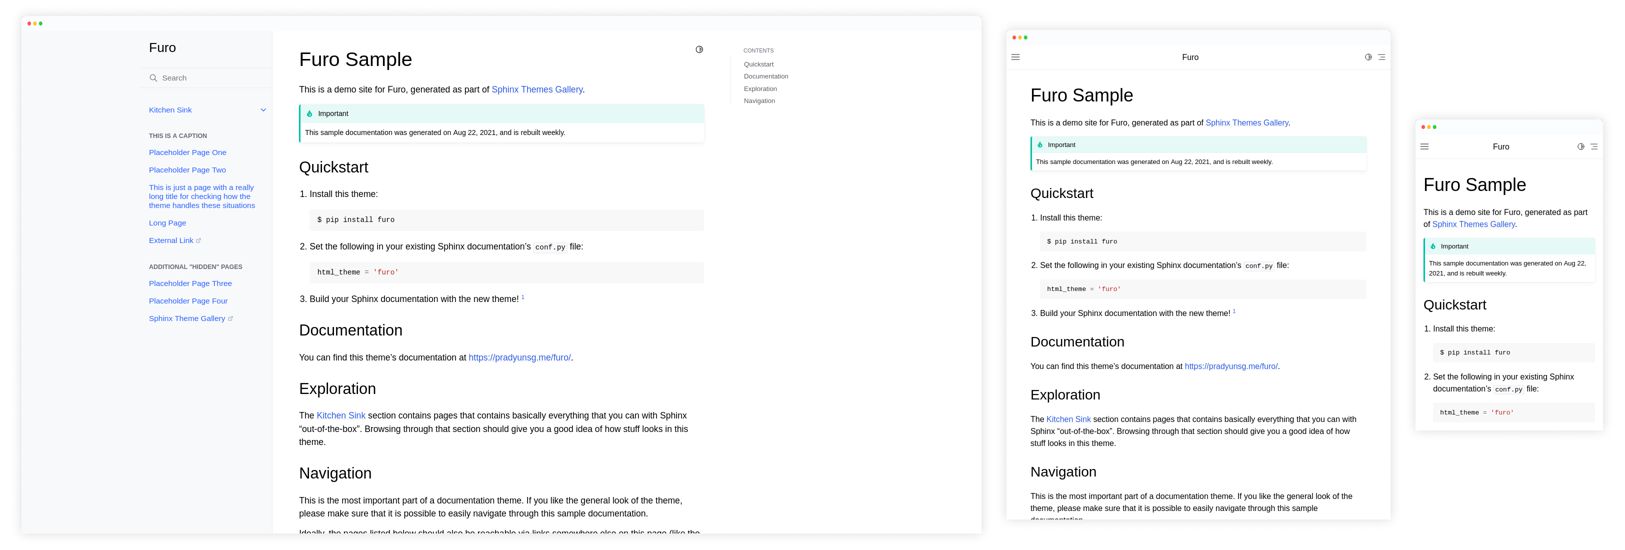 Furo
Search
Kitchen Sink
THIS IS A CAPTION
Placeholder Page One
Placeholder Page Two
This is just a page with a really
long title for checking how the
theme handles these situations
Long Page
External Link
ADDITIONAL "HIDDEN" PAGES
Placeholder Page Three
Placeholder Page Four
Sphinx Theme Gallery
Furo Sample
This is a demo site for Furo, generated as part of Sphinx Themes Gallery.
Important
This sample documentation was generated on Aug 22, 2021, and is rebuilt weekly.
Quickstart
1. Install this theme:
$ pip install furo
2. Set the following in your existing Sphinx documentation’s conf.py file:
html_theme = 'furo'
3. Build your Sphinx documentation with the new theme! 1
Documentation
You can find this theme’s documentation at https://pradyunsg.me/furo/.
Exploration
The Kitchen Sink section contains pages that contains basically everything that you can with Sphinx
“out-of-the-box”. Browsing through that section should give you a good idea of how stuff looks in this
theme.
Navigation
This is the most important part of a documentation theme. If you like the general look of the theme,
please make sure that it is possible to easily navigate through this sample documentation.
Ideally, the pages listed below should also be reachable via links somewhere else on this page (like the
CONTENTS
Quickstart
Documentation
Exploration
Navigation
Furo
Furo Sample
This is a demo site for Furo, generated as part of Sphinx Themes Gallery.
Important
This sample documentation was generated on Aug 22, 2021, and is rebuilt weekly.
Quickstart
1. Install this theme:
$ pip install furo
2. Set the following in your existing Sphinx documentation’s conf.py file:
html_theme = 'furo'
3. Build your Sphinx documentation with the new theme! 1
Documentation
You can find this theme’s documentation at https://pradyunsg.me/furo/.
Exploration
The Kitchen Sink section contains pages that contains basically everything that you can with
Sphinx “out-of-the-box”. Browsing through that section should give you a good idea of how
stuff looks in this theme.
Navigation
This is the most important part of a documentation theme. If you like the general look of the
theme, please make sure that it is possible to easily navigate through this sample
documentation.
Furo
Furo Sample
This is a demo site for Furo, generated as part
of Sphinx Themes Gallery.
Important
This sample documentation was generated on Aug 22,
2021, and is rebuilt weekly.
Quickstart
1. Install this theme:
$ pip install furo
2. Set the following in your existing Sphinx
documentation’s conf.py file:
html_theme = 'furo'